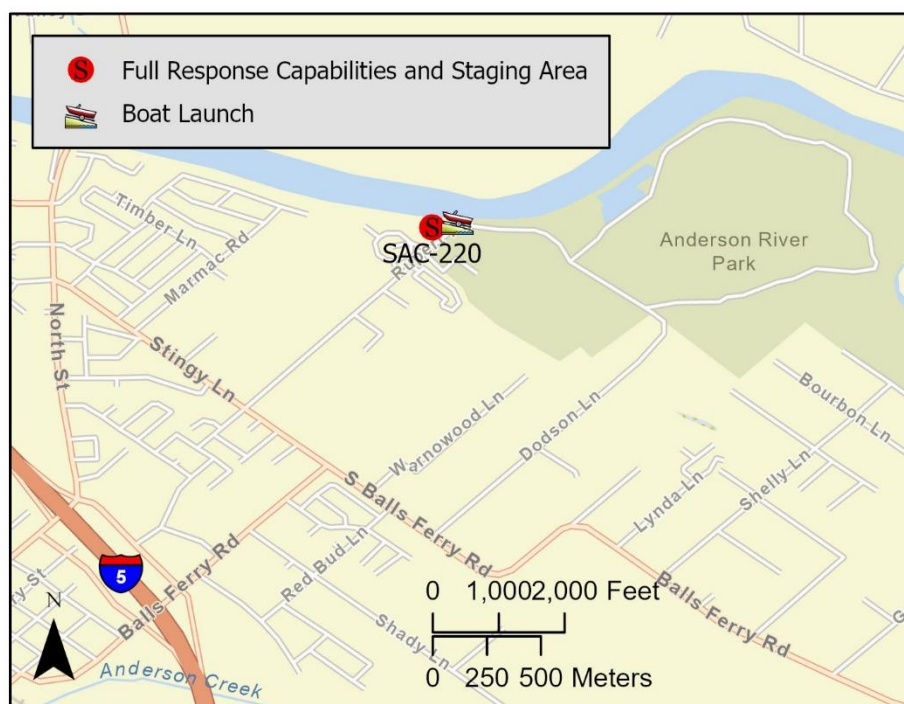 S Full Response Capabilities and Staging Area
Boat Launch
Timber Ln
Marmac Rd
S
SAC-220
Anderson River
Park
North St
Stingy Ln
Warnowood Ln
Dodson Ln
Bourbon Ln
Shelly Ln
Lynda Ln
S Balls Ferry Rd
Red Bud Ln
Balls Ferry Rd
Balls Ferry Rd
Shady Ln
5
N
Anderson Creek
0 1,0002,000 Feet
0 250 500 Meters